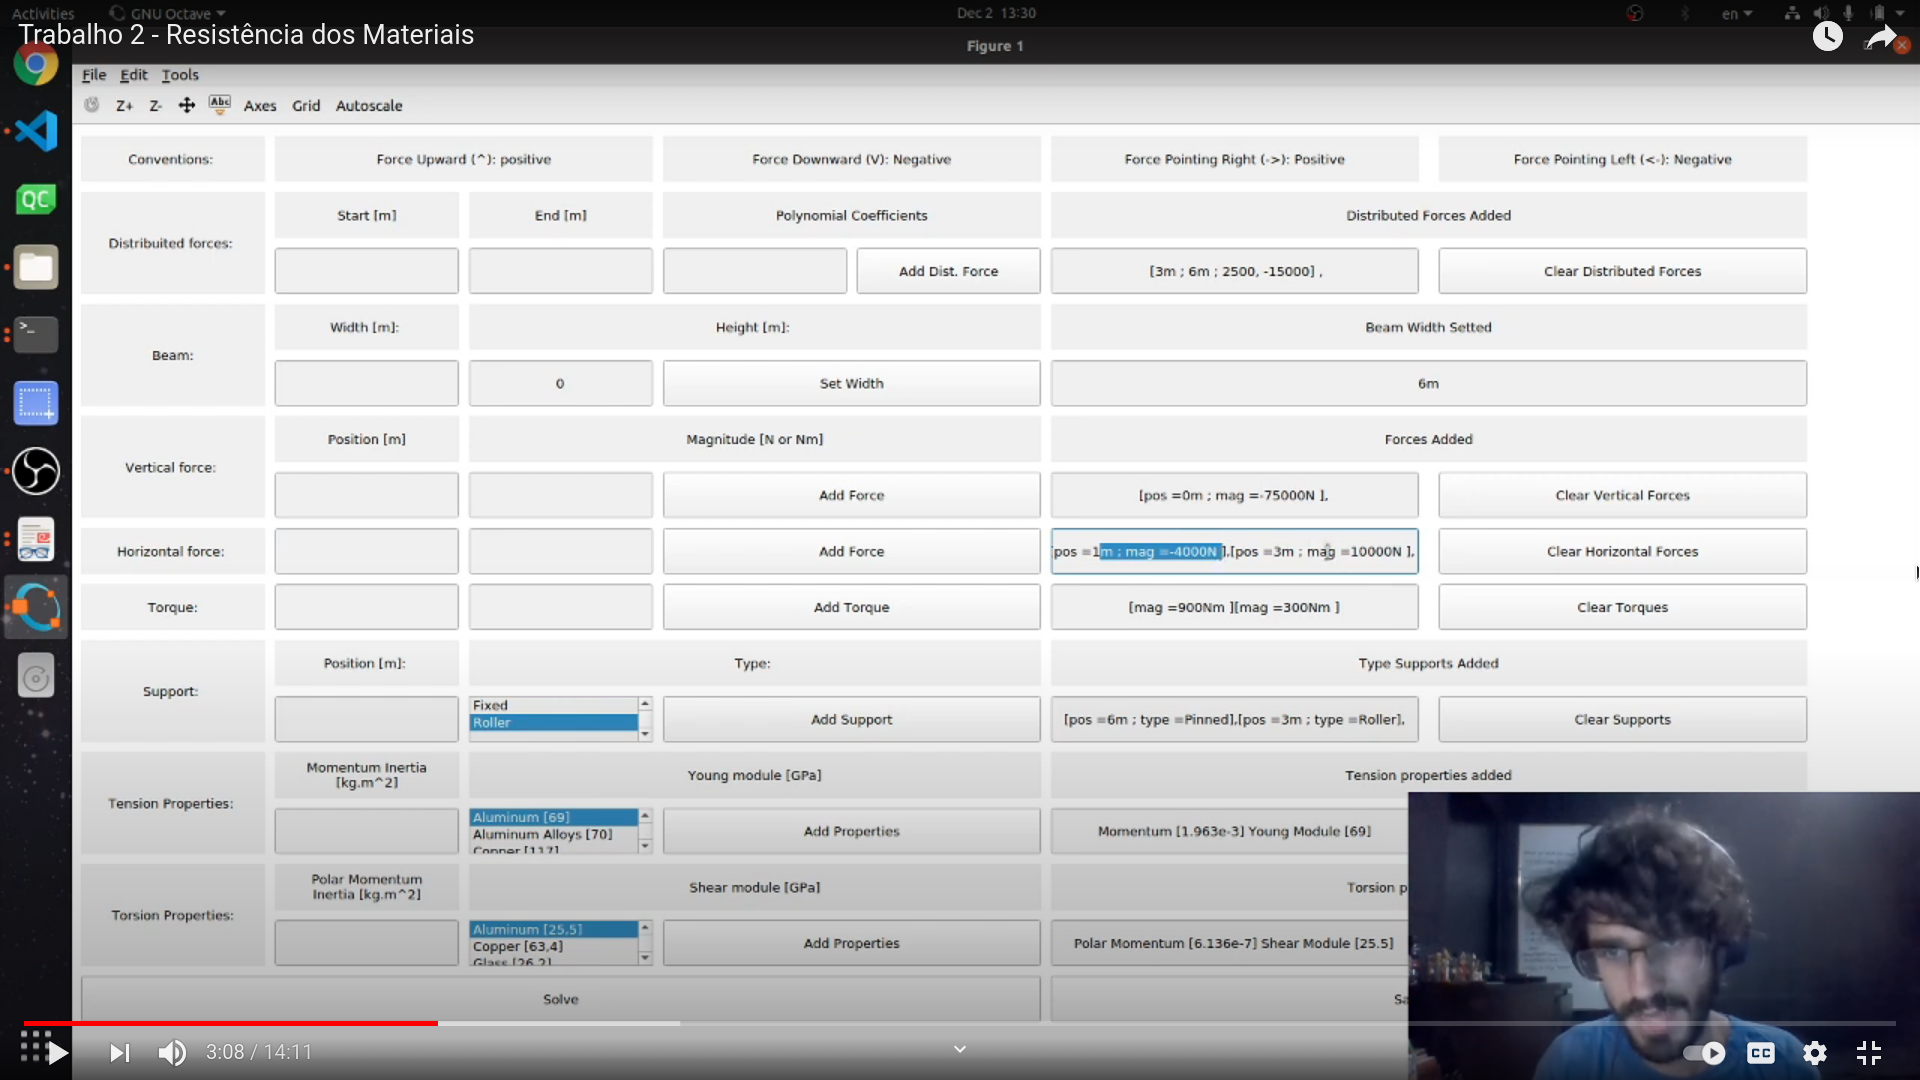 Activities
GNU Octave
Dec 2 13:30
en
Trabalho 2 - Resistência dos Materiais
Figure 1
File Edit Tools
Z+ Z- Abc Axes Grid Autoscale
Conventions: Force Upward (^): positive Force Downward (V): Negative Force Pointing Right (->): Positive Force Pointing Left (<-): Negative
Start [m] End [m] Polynomial Coefficients Distributed Forces Added
Distribuited forces:
Add Dist. Force [3m ; 6m ; 2500, -15000] , Clear Distributed Forces
Width [m]: Height [m]: Beam Width Setted
Beam:
0 Set Width 6m
Position [m] Magnitude [N or Nm] Forces Added
Vertical force:
Add Force [pos =0m ; mag =-75000N ], Clear Vertical Forces
Horizontal force: Add Force [pos =1m ; mag =-4000N ],[pos =3m ; mag =10000N ], Clear Horizontal Forces
Torque: Add Torque [mag =900Nm ][mag =300Nm ] Clear Torques
Position [m]: Type: Type Supports Added
Support:
Fixed
Roller
Add Support [pos =6m ; type =Pinned],[pos =3m ; type =Roller], Clear Supports
Momentum Inertia
[kg.m^2]
Young module [GPa] Tension properties added
Tension Properties:
Aluminum [69]
Aluminum Alloys [70]
Copper [117]
Add Properties Momentum [1.963e-3] Young Module [69]
Polar Momentum
Inertia [kg.m^2]
Shear module [GPa] Torsion p
Torsion Properties:
Aluminum [25,5]
Copper [63,4]
Glass [26,2]
Add Properties Polar Momentum [6.136e-7] Shear Module [25.5]
Solve Sa
3:08 / 14:11
CC
QC